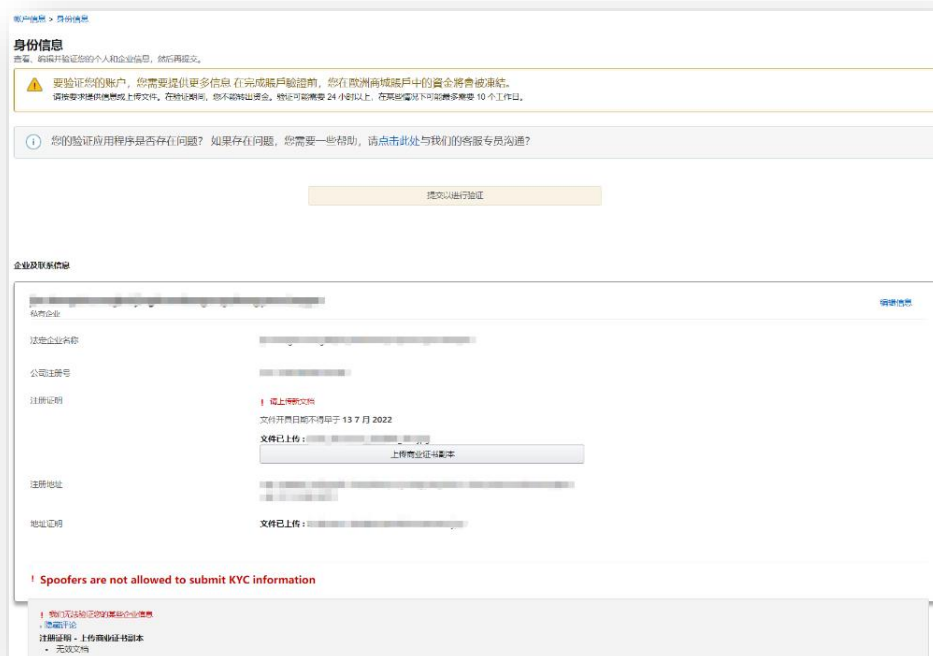 账户信息 > 身份信息
身份信息
查看、编辑并验证您的个人和企业信息，然后再提交。
要验证您的账户，您需要提供更多信息 在完成賬戶驗證前，您在歐洲商城賬戶中的資金將會被凍結。
请按要求提供信息或上传文件。在验证期间，您不能转出资金。验证可能需要 24 小时以上，在某些情况下可能最多需要 10 个工作日。
您的验证应用程序是否存在问题？ 如果存在问题，您需要一些帮助，请点击此处与我们的客服专员沟通？
提交以进行验证
企业及联系信息
编辑信息
私有企业
法定企业名称
公司注册号
注册证明
! 请上传新文档
文件开具日期不得早于 13 7 月 2022
文件已上传：
上传商业证书副本
注册地址
地址证明
文件已上传：
! Spoofers are not allowed to submit KYC information
! 我们无法验证您的某些企业信息
- 隐藏评论
注册证明 - 上传商业证书副本
• 无效文档